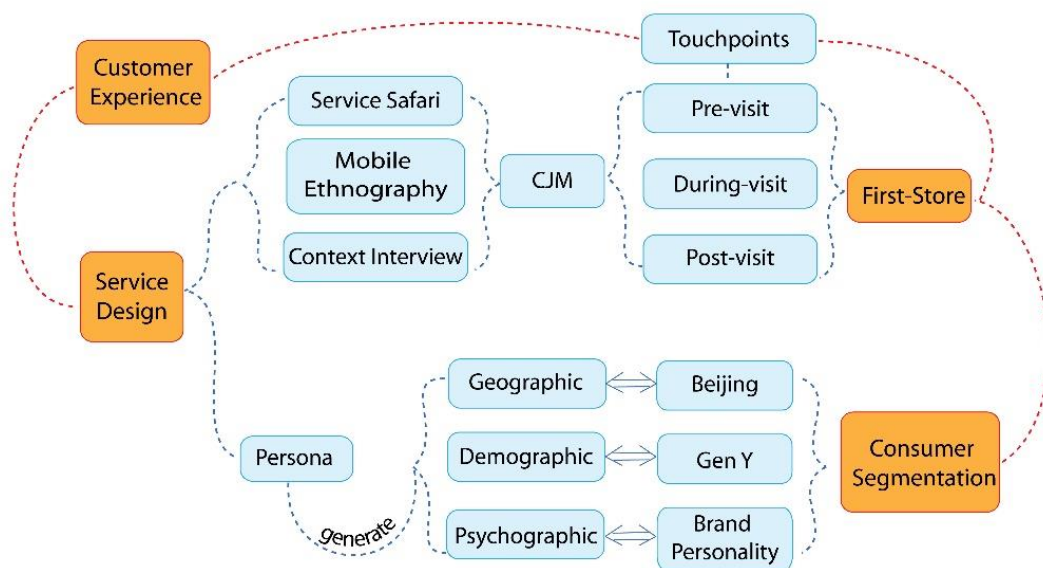 Touchpoints
Customer
Experience
Service Safari
Pre-visit
Mobile
Ethnography
CJM
During-visit
First-Store
Context Interview
Post-visit
Service
Design
Geographic
Beijing
Persona
Demographic
Gen Y
Consumer
Segmentation
generate
Psychographic
Brand
Personality